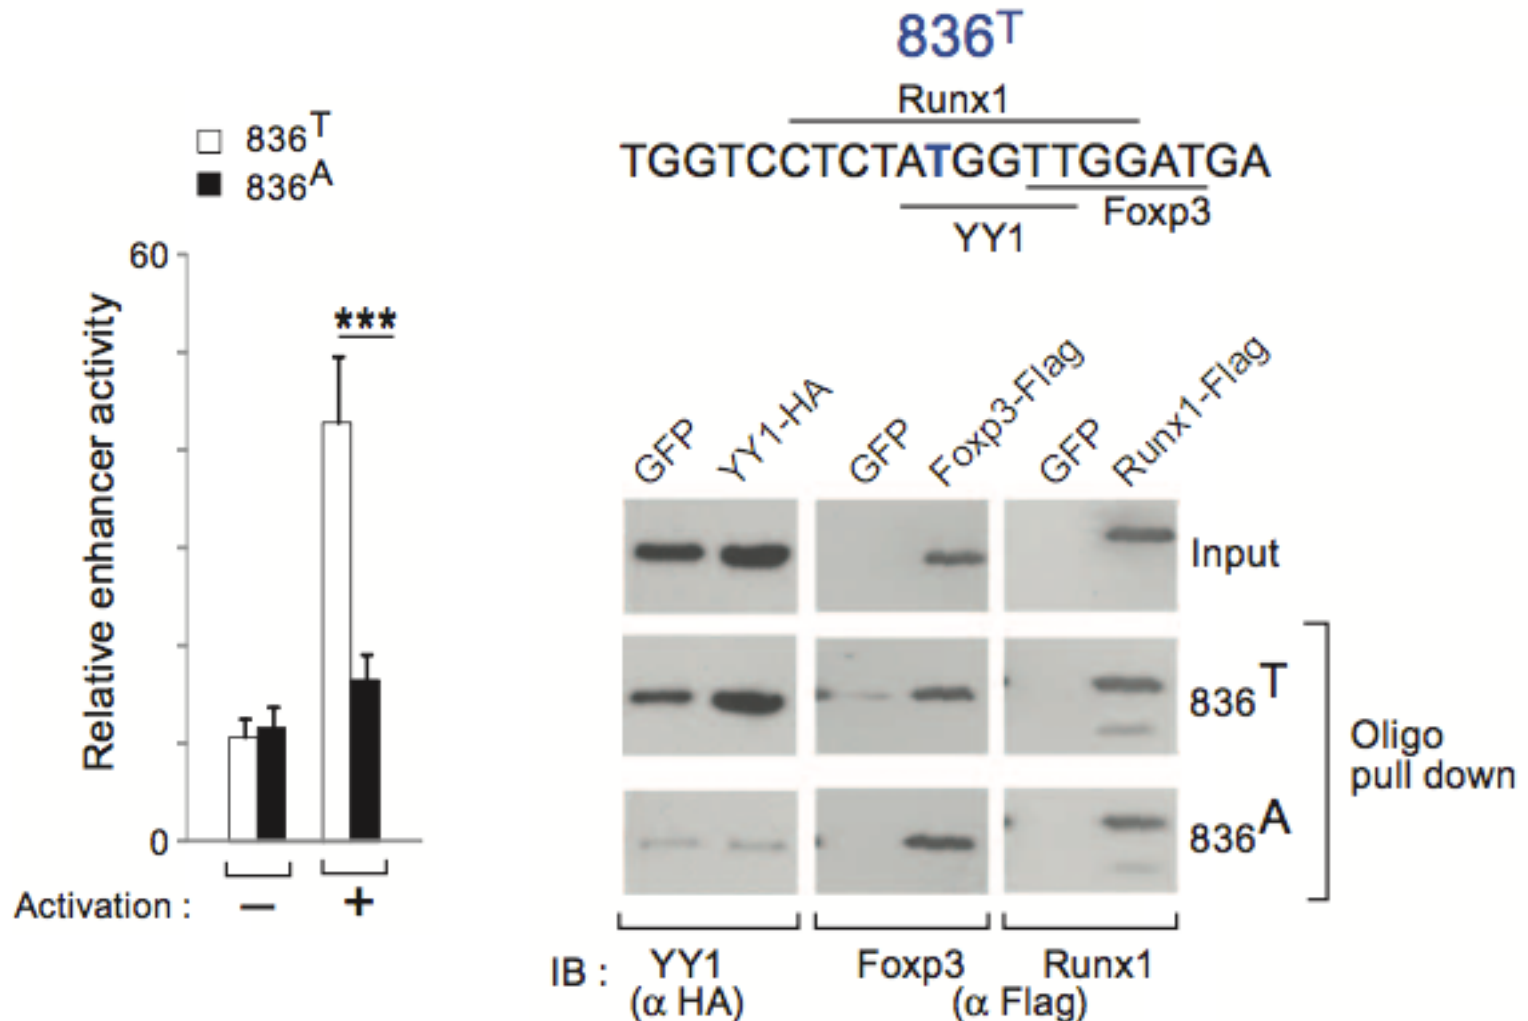 836T
836A
60
***
Relative enhancer activity
0
Activation : − +
836T
Runx1
TGGTCCTCTATGGTTGGATGA
Foxp3
YY1
GFP YY1-HA GFP Foxp3-Flag GFP Runx1-Flag
Input
836T
836A
Oligo
pull down
IB : YY1 Foxp3 Runx1
(α HA) (α Flag)